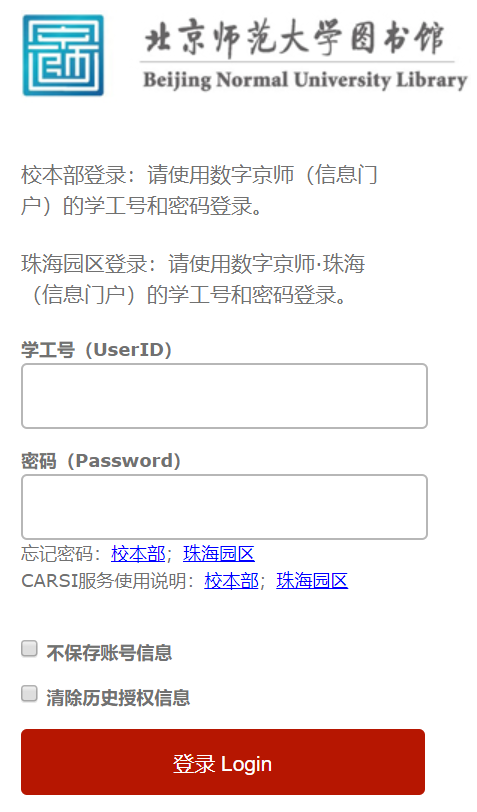 北京师范大学图书馆
Beijing Normal University Library
校本部登录：请使用数字京师（信息门
户）的学工号和密码登录。
珠海园区登录：请使用数字京师·珠海
（信息门户）的学工号和密码登录。
学工号（UserID）
密码（Password）
忘记密码：校本部；珠海园区
CARSI服务使用说明：校本部；珠海园区
不保存账号信息
清除历史授权信息
登录 Login